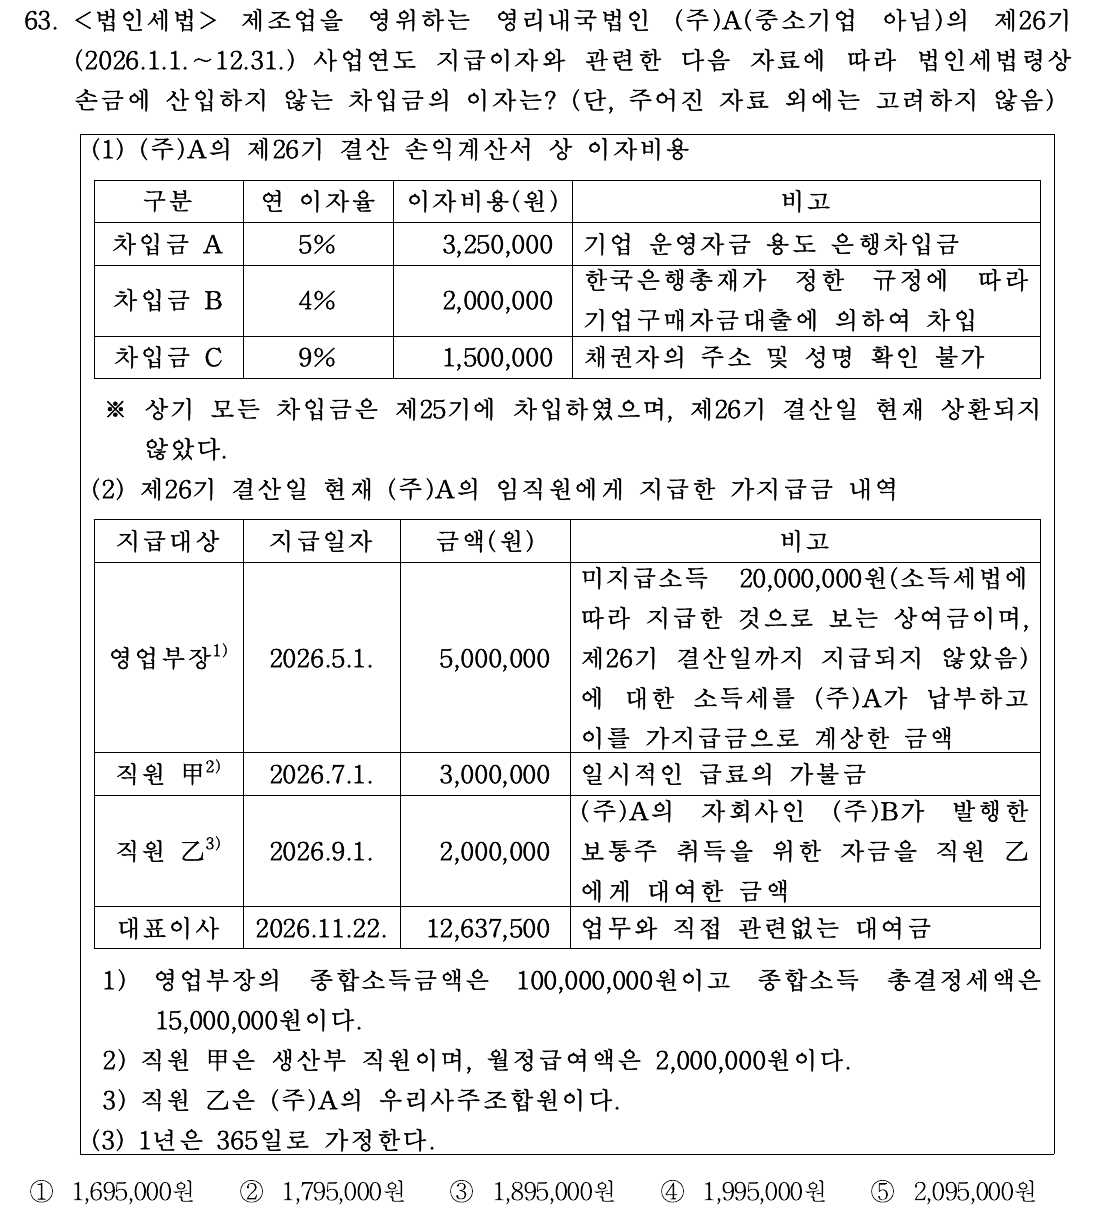 63. <법인세법> 제조업을 영위하는 영리내국법인 (주)A(중소기업 아님)의 제26기
(2026.1.1.~12.31.) 사업연도 지급이자와 관련한 다음 자료에 따라 법인세법령상
손금에 산입하지 않는 차입금의 이자는? (단, 주어진 자료 외에는 고려하지 않음)
(1) (주)A의 제26기 결산 손익계산서 상 이자비용
구분 연 이자율 이자비용(원) 비고
차입금 A 5% 3,250,000 기업 운영자금 용도 은행차입금
차입금 B 4% 2,000,000 한국은행총재가 정한 규정에 따라
기업구매자금대출에 의하여 차입
차입금 C 9% 1,500,000 채권자의 주소 및 성명 확인 불가
※ 상기 모든 차입금은 제25기에 차입하였으며, 제26기 결산일 현재 상환되지
않았다.
(2) 제26기 결산일 현재 (주)A의 임직원에게 지급한 가지급금 내역
지급대상 지급일자 금액(원) 비고
영업부장1) 2026.5.1. 5,000,000 미지급소득 20,000,000원(소득세법에
따라 지급한 것으로 보는 상여금이며,
제26기 결산일까지 지급되지 않았음)
에 대한 소득세를 (주)A가 납부하고
이를 가지급금으로 계상한 금액
직원 甲2) 2026.7.1. 3,000,000 일시적인 급료의 가불금
직원 乙3) 2026.9.1. 2,000,000 (주)A의 자회사인 (주)B가 발행한
보통주 취득을 위한 자금을 직원 乙
에게 대여한 금액
대표이사 2026.11.22. 12,637,500 업무와 직접 관련없는 대여금
1) 영업부장의 종합소득금액은 100,000,000원이고 종합소득 총결정세액은
15,000,000원이다.
2) 직원 甲은 생산부 직원이며, 월정급여액은 2,000,000원이다.
3) 직원 乙은 (주)A의 우리사주조합원이다.
(3) 1년은 365일로 가정한다.
① 1,695,000원 ② 1,795,000원 ③ 1,895,000원 ④ 1,995,000원 ⑤ 2,095,000원